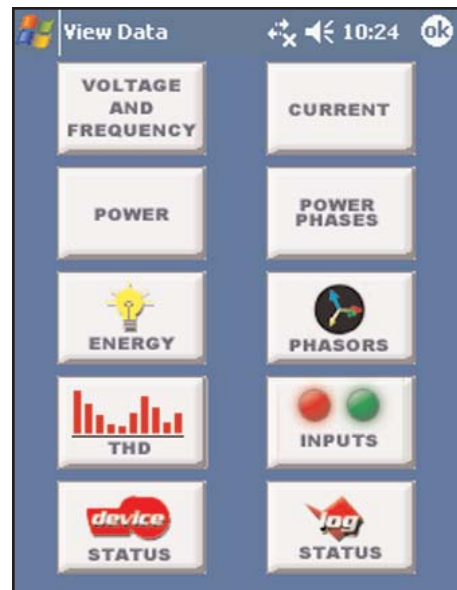 View Data 10:24 ok
VOLTAGE
AND
FREQUENCY
CURRENT
POWER
POWER
PHASES
ENERGY
PHASORS
THD
INPUTS
device
STATUS
log
STATUS